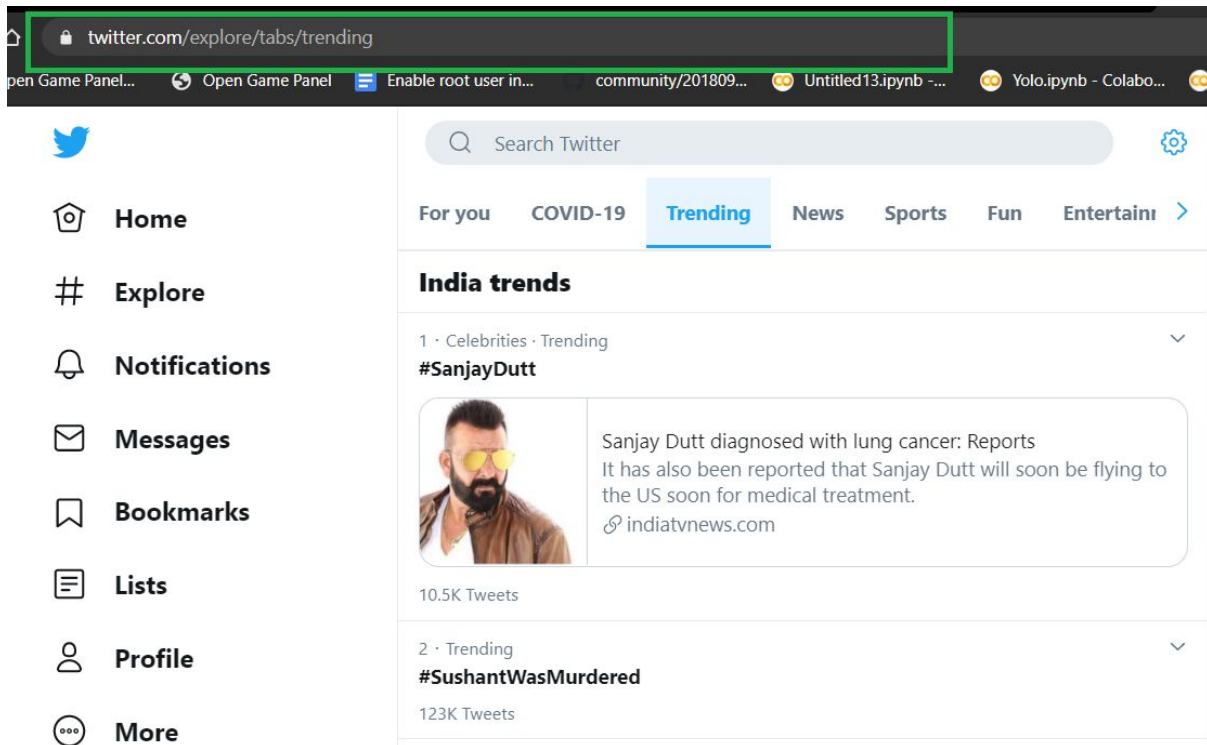 twitter.com/explore/tabs/trending
pen Game Panel... Open Game Panel Enable root user in... community/201809... Untitled13.ipynb -... Yolo.ipynb - Colabo...
Search Twitter
For you COVID-19 Trending News Sports Fun Entertainm
Home
Explore
Notifications
Messages
Bookmarks
Lists
Profile
More
India trends
1 · Celebrities · Trending
#SanjayDutt
Sanjay Dutt diagnosed with lung cancer: Reports
It has also been reported that Sanjay Dutt will soon be flying to
the US soon for medical treatment.
indiatvnews.com
10.5K Tweets
2 · Trending
#SushantWasMurdered
123K Tweets